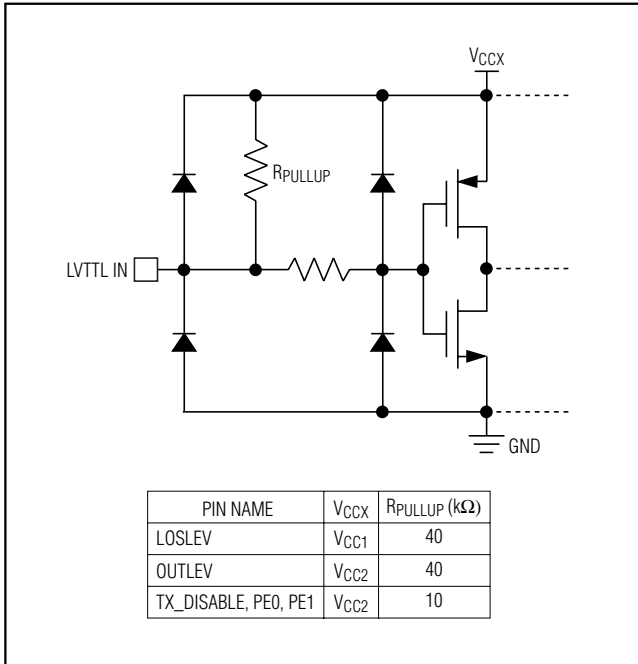 VCCX
RPULLUP
LVTTL IN
GND
PIN NAME VCCX RPULLUP (kΩ)
LOSLEV VCC1 40
OUTLEV VCC2 40
TX_DISABLE, PE0, PE1 VCC2 10